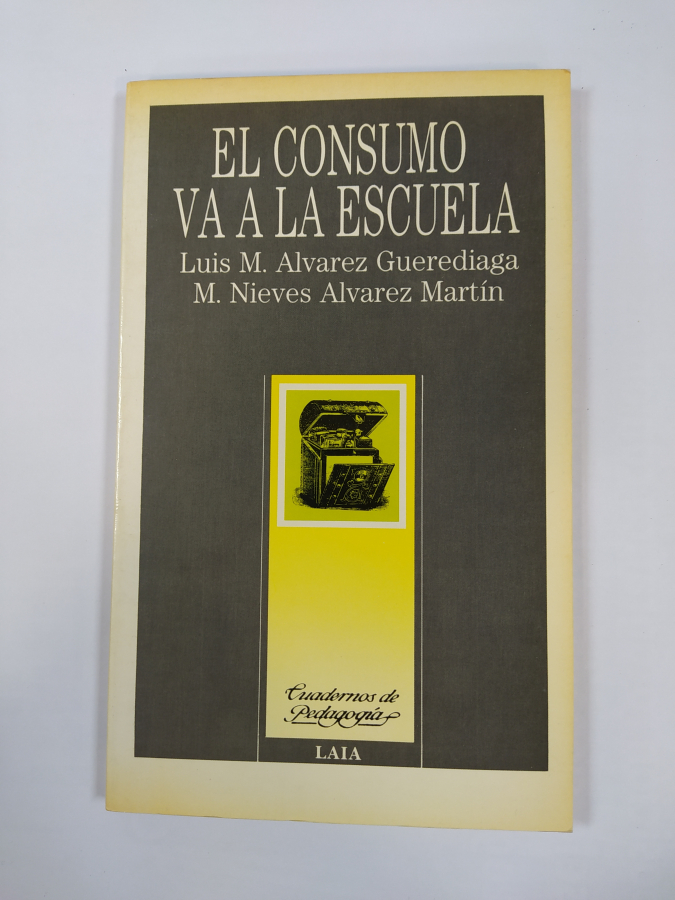 EL CONSUMO
VA A LA ESCUELA
Luis M. Alvarez Guerediaga
M. Nieves Alvarez Martín
Cuadernos de
Pedagogía
LAIA